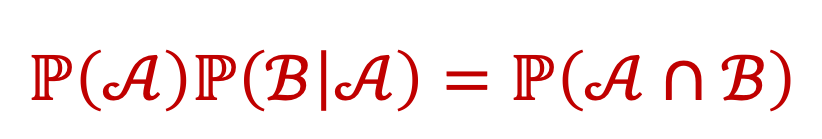 ℙ(𝒜)ℙ(ℬ|𝒜) = ℙ(𝒜 ∩ ℬ)